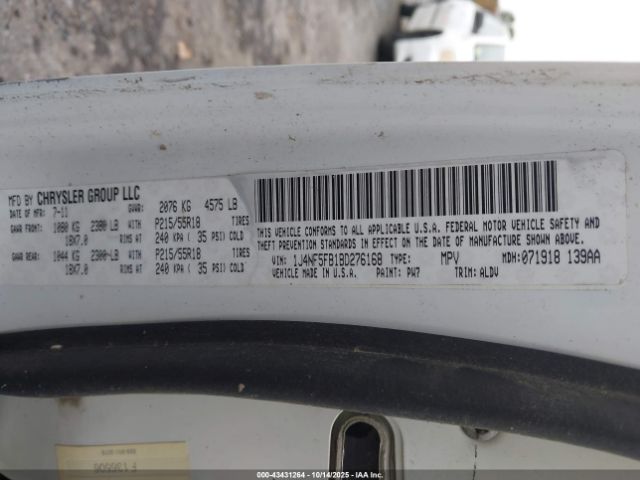 MFD BY CHRYSLER GROUP LLC
DATE OF MFR: 7-11 GVWR: 2076 KG 4575 LB
GAWR FRONT: 1080 KG 2380 LB WITH P215/55R18 TIRES
18X7.0 RIMS AT 240 KPA ( 35 PSI) COLD
GAWR REAR: 1044 KG 2300 LB WITH P215/55R18 TIRES
18X7.0 RIMS AT 240 KPA ( 35 PSI) COLD
THIS VEHICLE CONFORMS TO ALL APPLICABLE U.S.A. FEDERAL MOTOR VEHICLE SAFETY AND
THEFT PREVENTION STANDARDS IN EFFECT ON THE DATE OF MANUFACTURE SHOWN ABOVE.
VIN: 1J4NF5FB1BD276168 TYPE: MPV MDH: 071918 139AA
VEHICLE MADE IN U.S.A. PAINT: PW7 TRIM: ALDV
000-43431264 - 10/14/2025 - Copyright © 2025 IAA